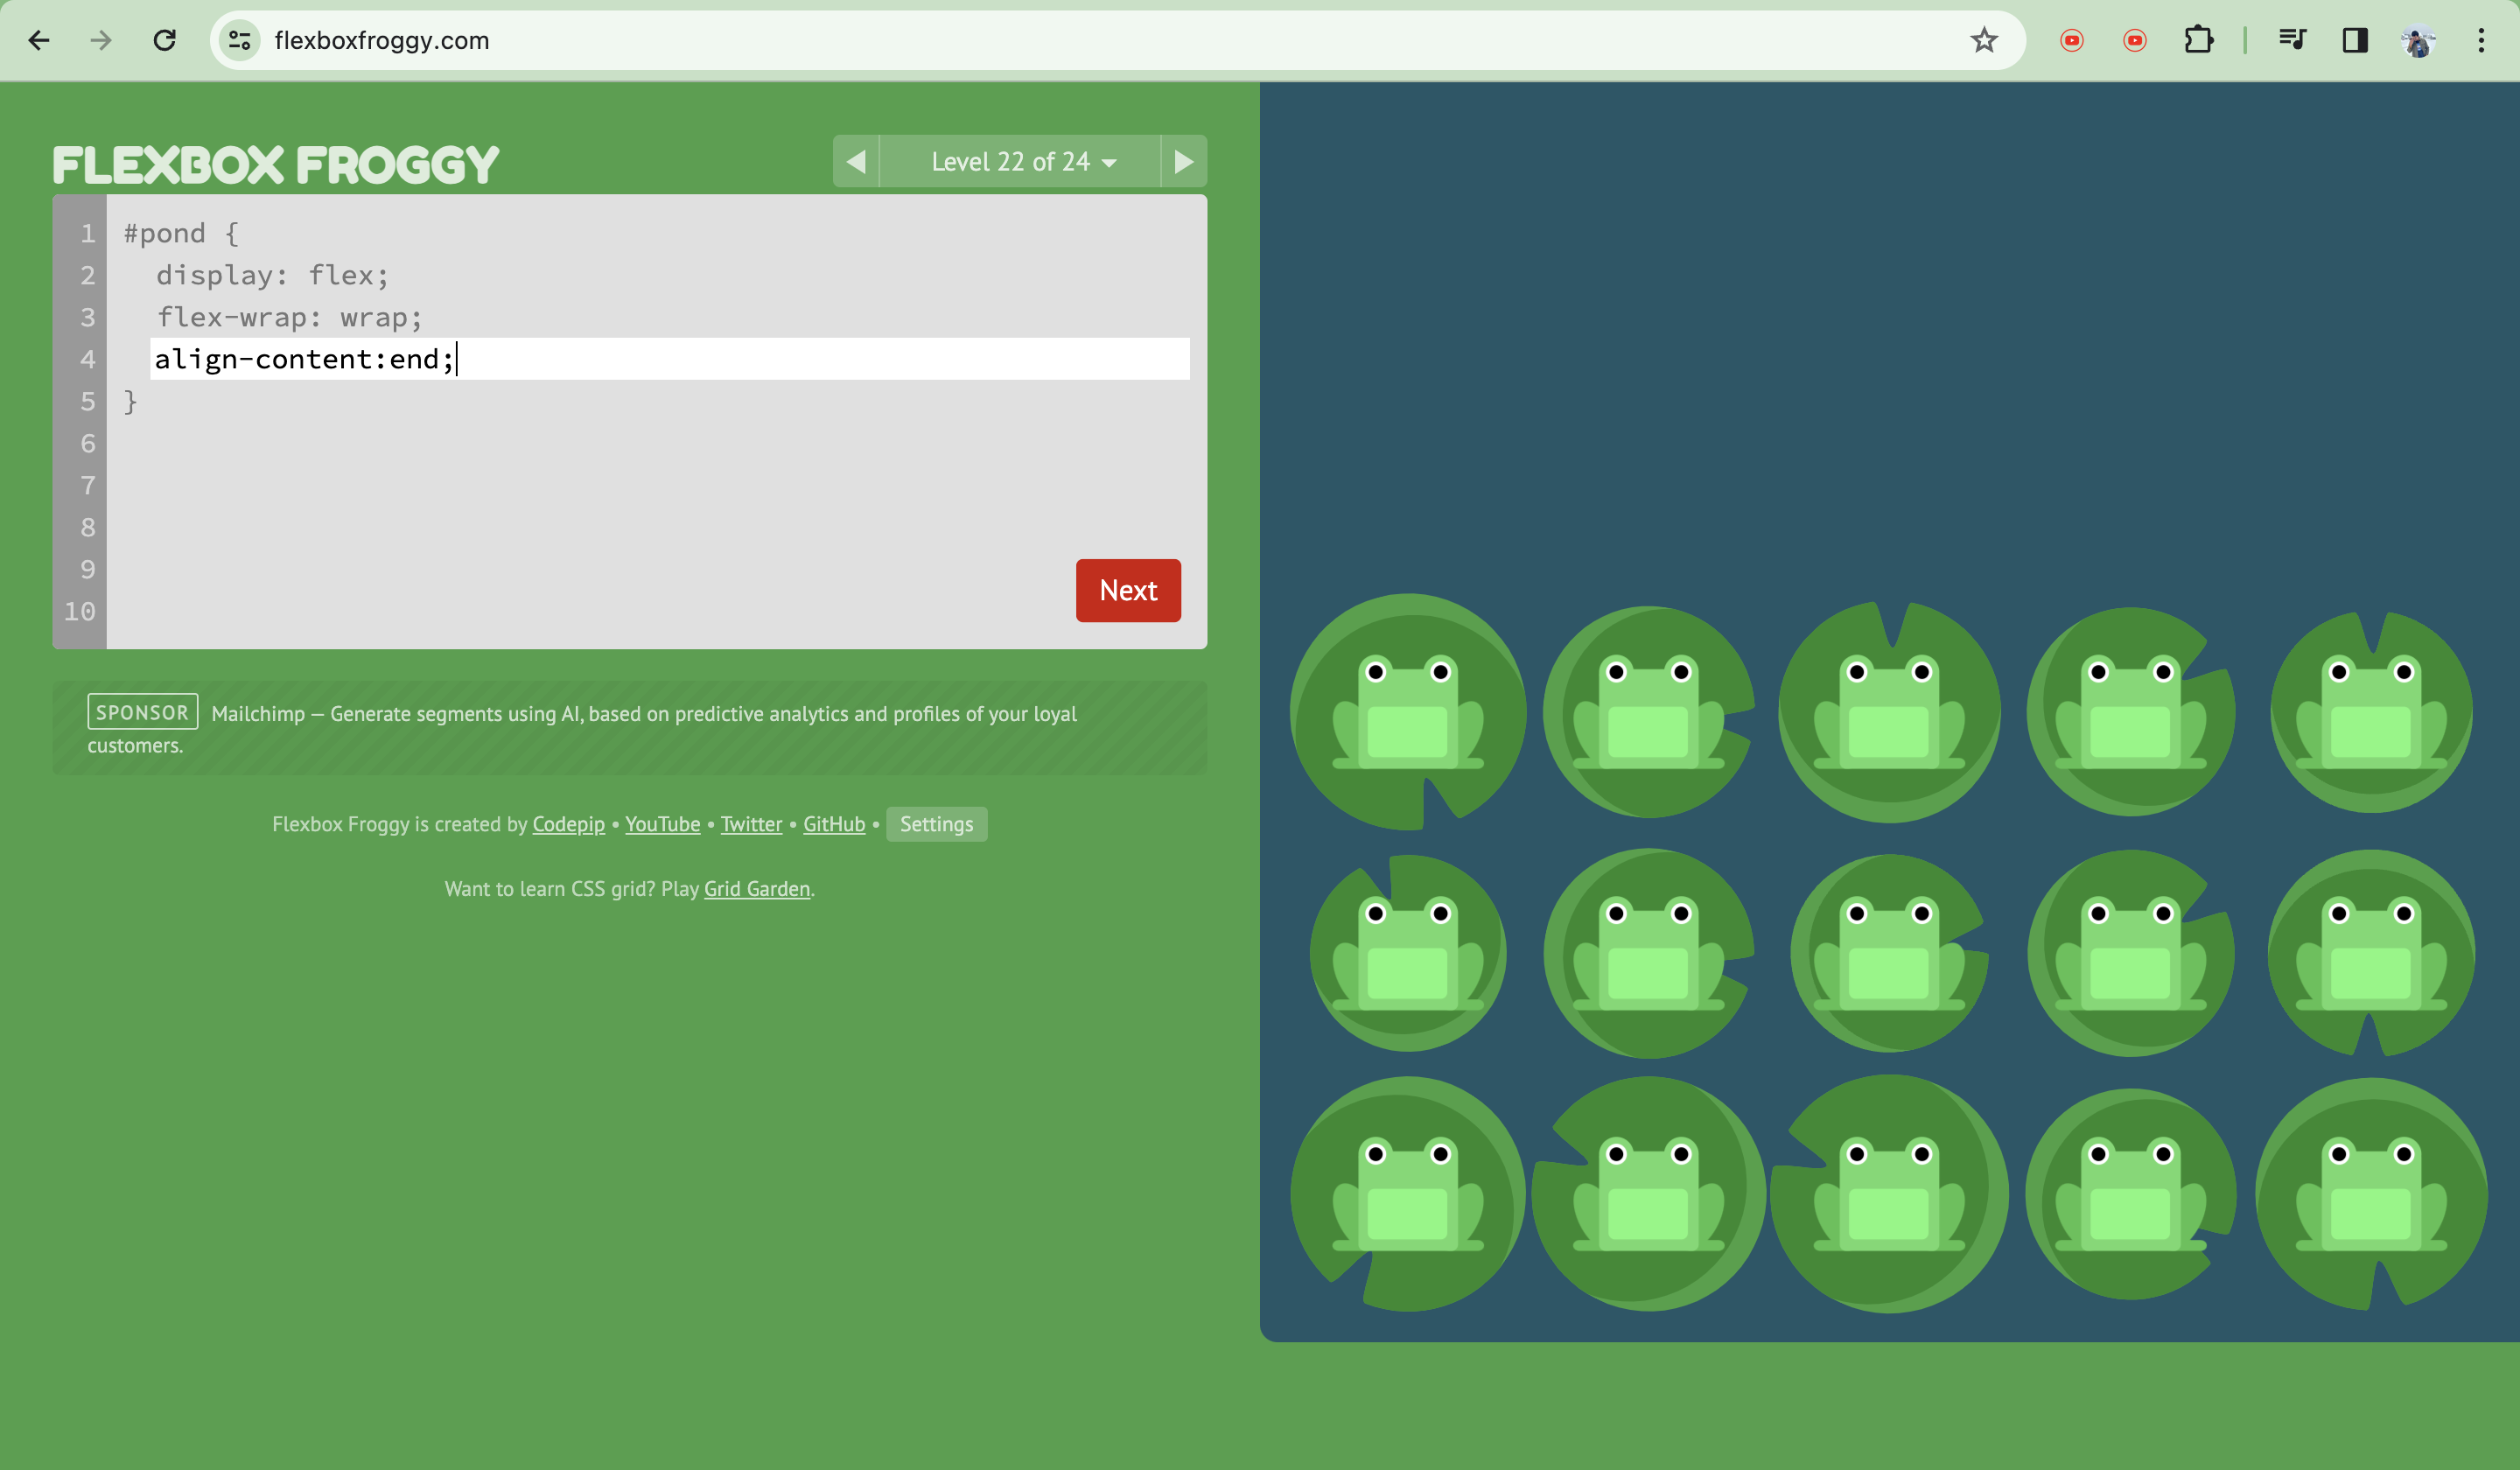 flexboxfroggy.com
FLEXBOX FROGGY
Level 22 of 24
1 #pond {
2 display: flex;
3 flex-wrap: wrap;
4 align-content:end;
5 }
6
7
8
9
10
Next
SPONSOR Mailchimp — Generate segments using AI, based on predictive analytics and profiles of your loyal
customers.
Flexbox Froggy is created by Codepip • YouTube • Twitter • GitHub • Settings
Want to learn CSS grid? Play Grid Garden.